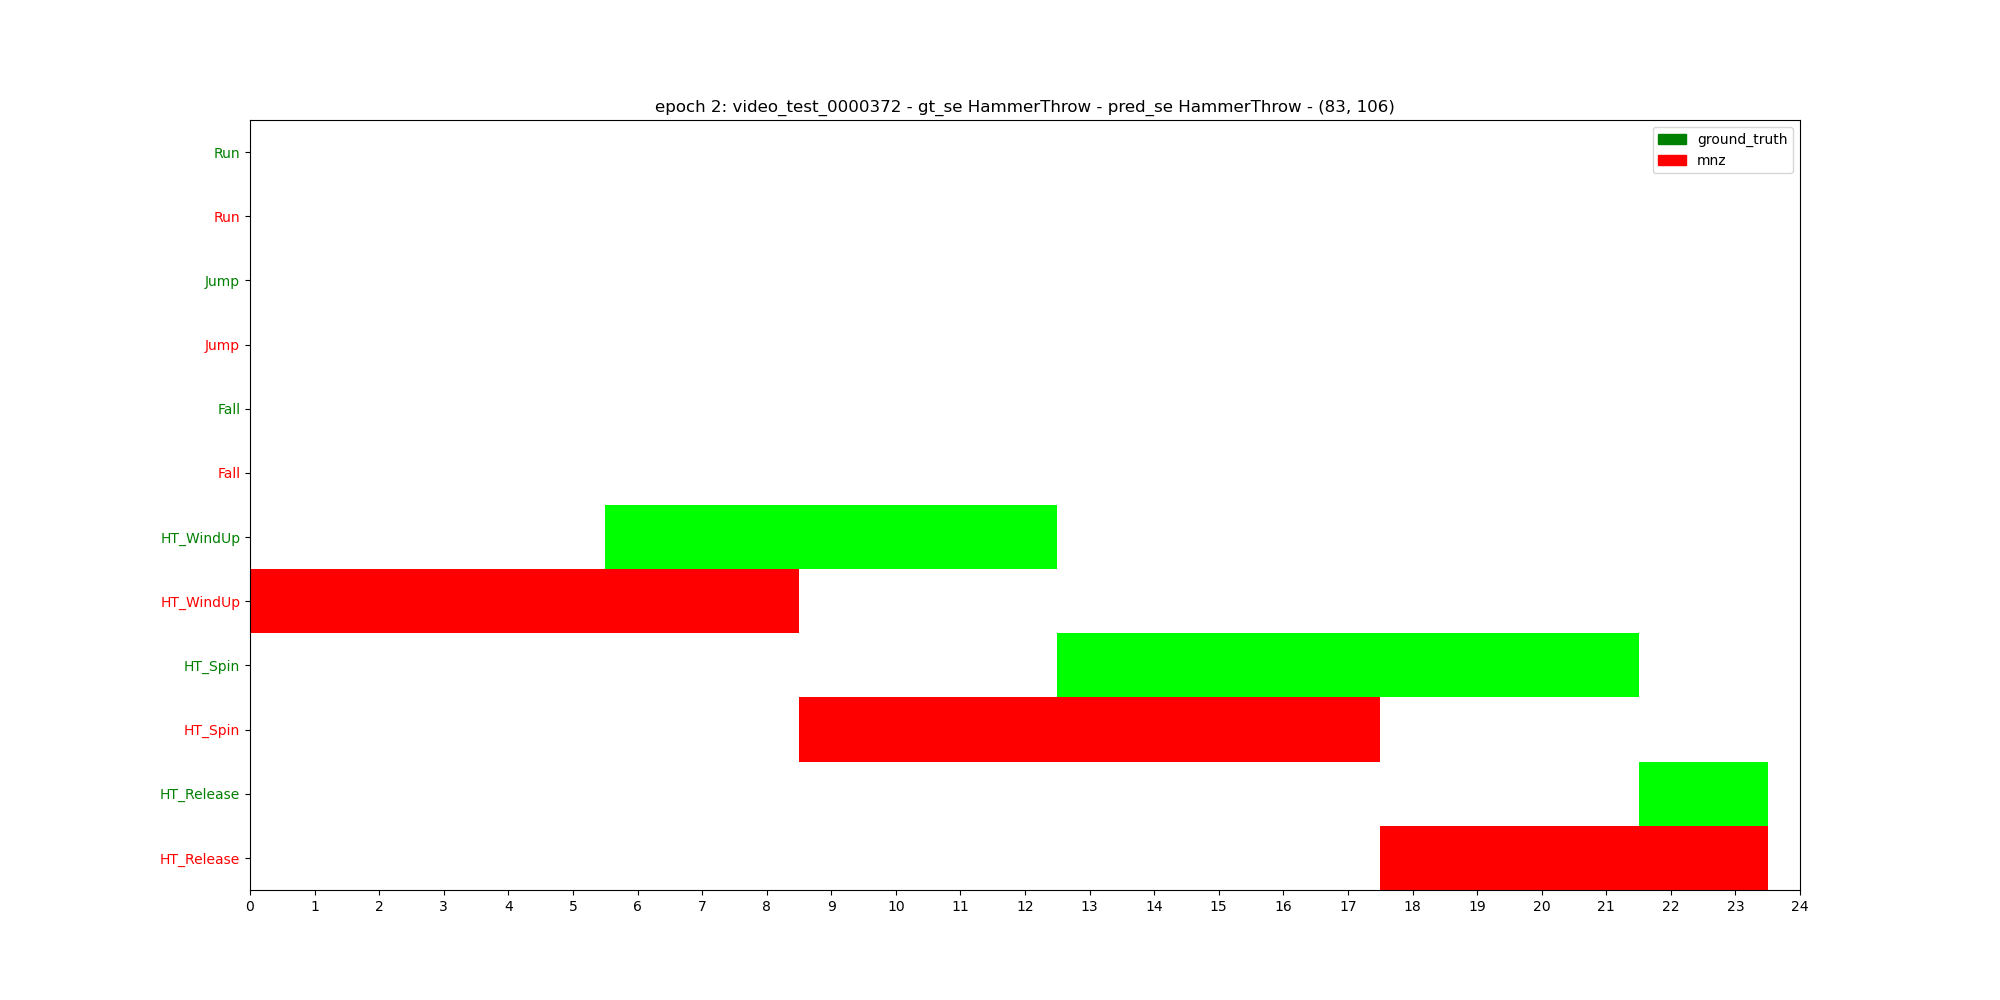 epoch 2: video_test_0000372 - gt_se HammerThrow - pred_se HammerThrow - (83, 106)
ground_truth
mnz
Run
Run
Jump
Jump
Fall
Fall
HT_WindUp
HT_WindUp
HT_Spin
HT_Spin
HT_Release
HT_Release
0 1 2 3 4 5 6 7 8 9 10 11 12 13 14 15 16 17 18 19 20 21 22 23 24